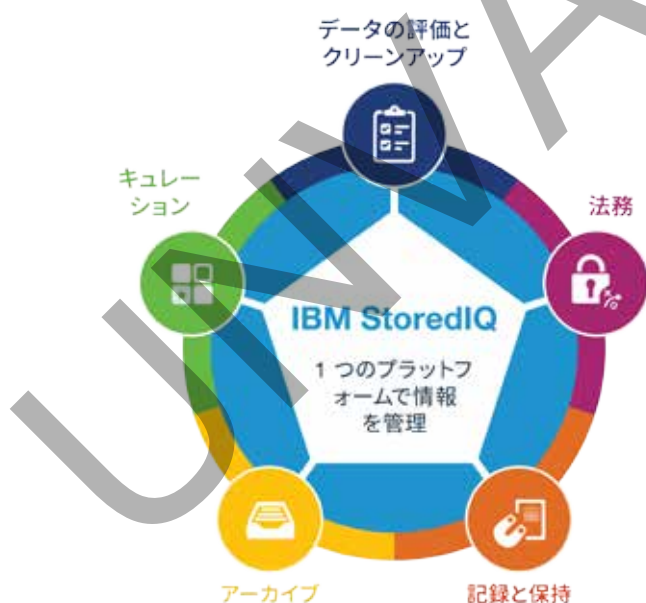 データの評価と
クリーンアップ
キュレー
ション
法務
IBM StoredIQ
1 つのプラットフ
ォームで情報
を管理
アーカイブ
記録と保持